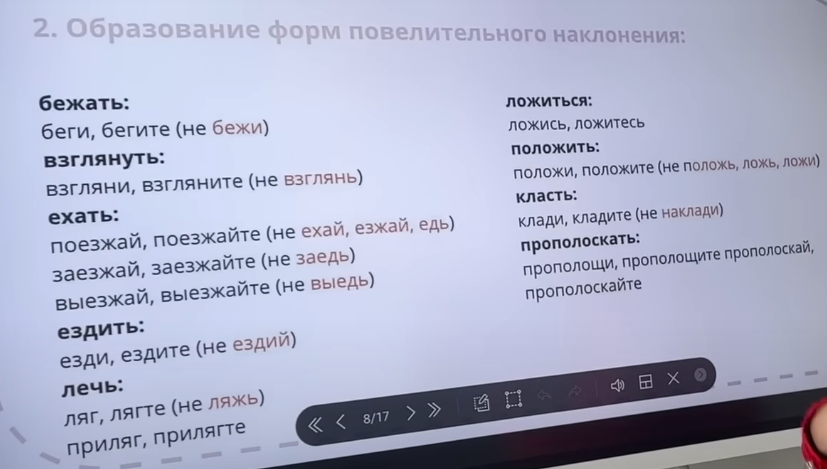 2. Образование форм повелительного наклонения:
бежать:
беги, бегите (не бежи)
взглянуть:
взгляни, взгляните (не взглянь)
ехать:
поезжай, поезжайте (не ехай, езжай, едь)
заезжай, заезжайте (не заедь)
выезжай, выезжайте (не выедь)
ездить:
езди, ездите (не ездий)
лечь:
ляг, лягте (не ляжь)
приляг, прилягте
ложиться:
ложись, ложитесь
положить:
положи, положите (не положь, ложь, ложи)
класть:
клади, кладите (не наклади)
прополоскать:
прополощи, прополощите прополоскай,
прополоскайте
8/17